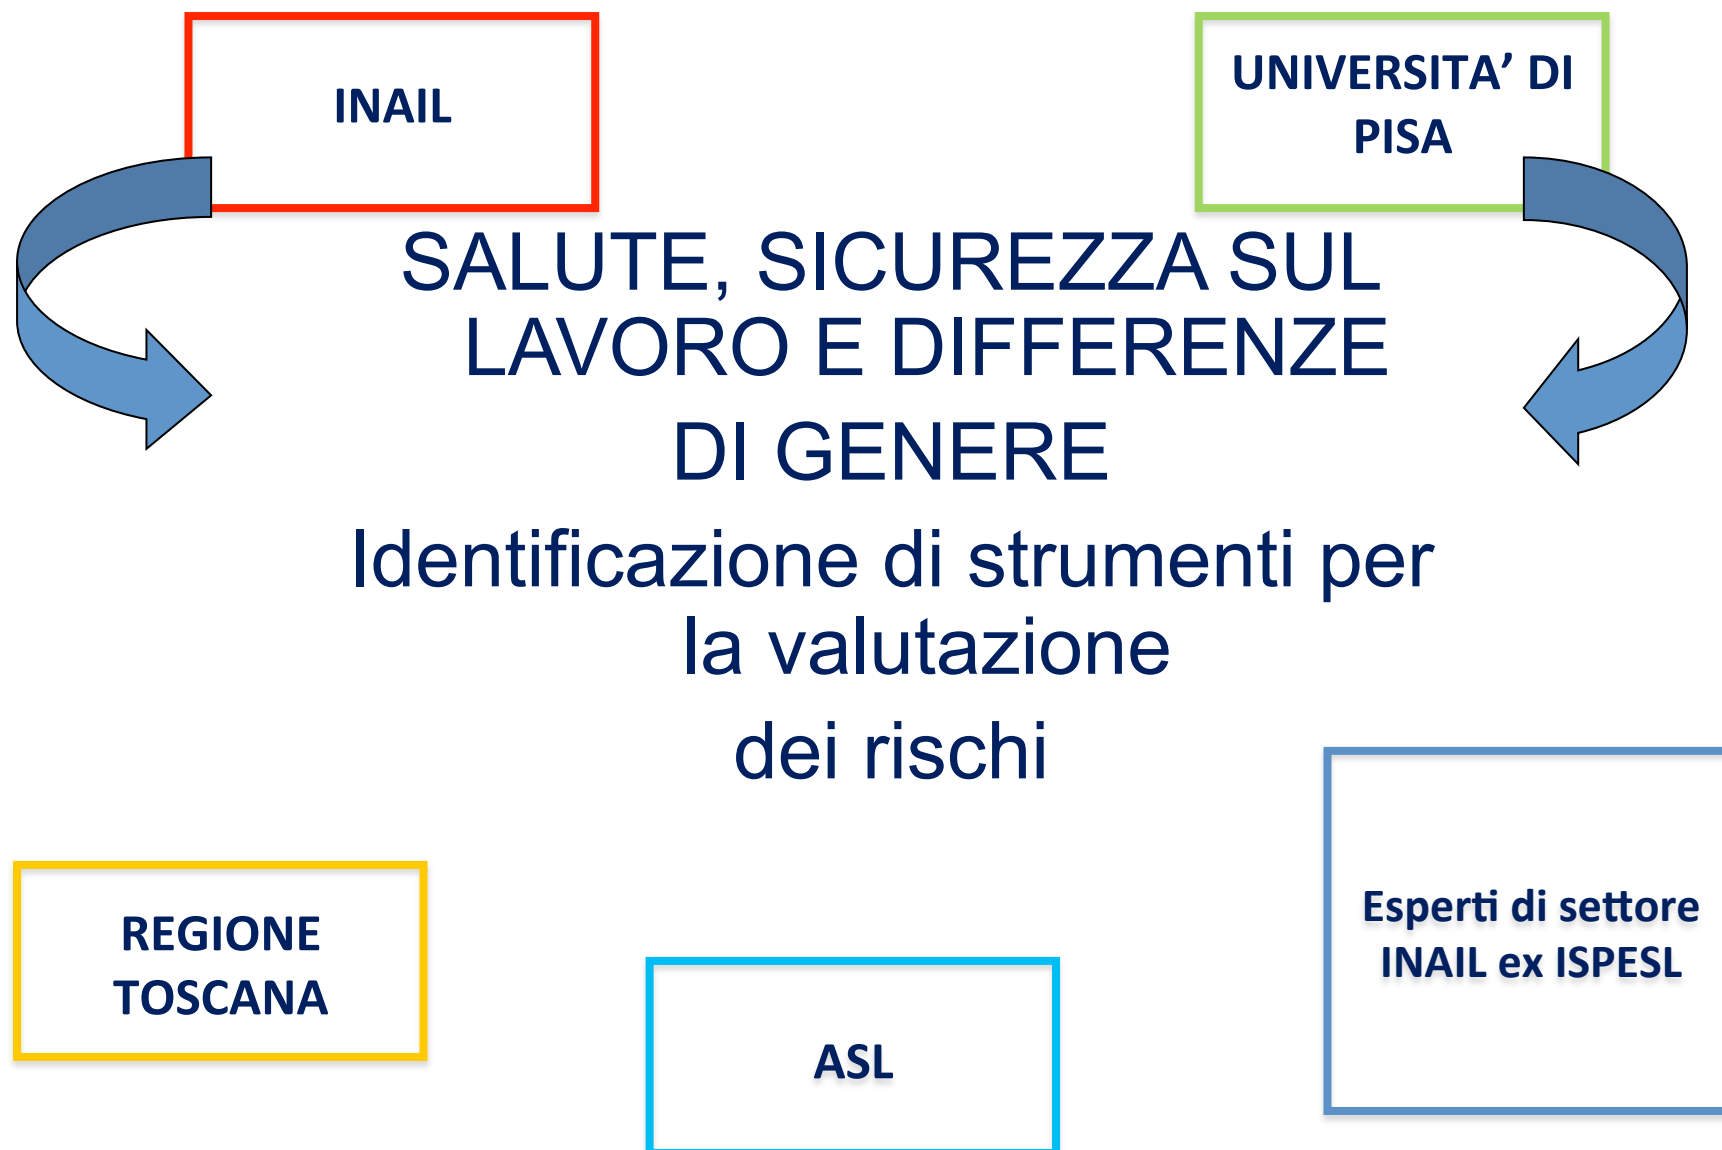 INAIL
UNIVERSITA’ DI
PISA
SALUTE, SICUREZZA SUL
LAVORO E DIFFERENZE
DI GENERE
Identificazione di strumenti per
la valutazione
dei rischi
REGIONE
TOSCANA
ASL
Esperti di settore
INAIL ex ISPESL